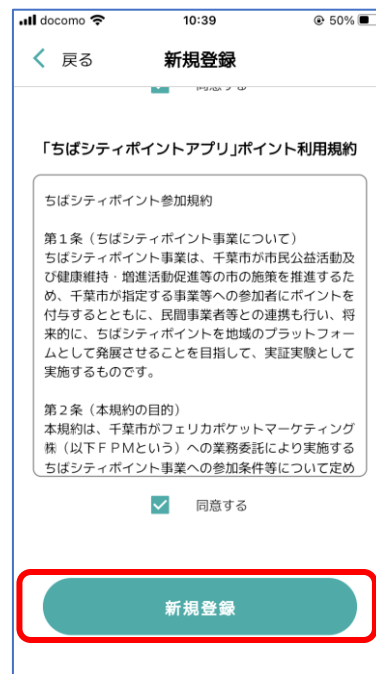 docomo 10:39 50%
戻る 新規登録
同意する
「ちばシティポイントアプリ」ポイント利用規約
ちばシティポイント参加規約
第１条（ちばシティポイント事業について）
ちばシティポイント事業は、千葉市が市民公益活動及
び健康維持・増進活動促進等の市の施策を推進するた
め、千葉市が指定する事業等への参加者にポイントを
付与するとともに、民間事業者等との連携も行い、将
来的に、ちばシティポイントを地域のプラットフォー
ムとして発展させることを目指して、実証実験として
実施するものです。
第２条（本規約の目的）
本規約は、千葉市がフェリカポケットマーケティング
㈱（以下ＦＰＭという）への業務委託により実施する
ちばシティポイント事業への参加条件等について定め
同意する
新規登録